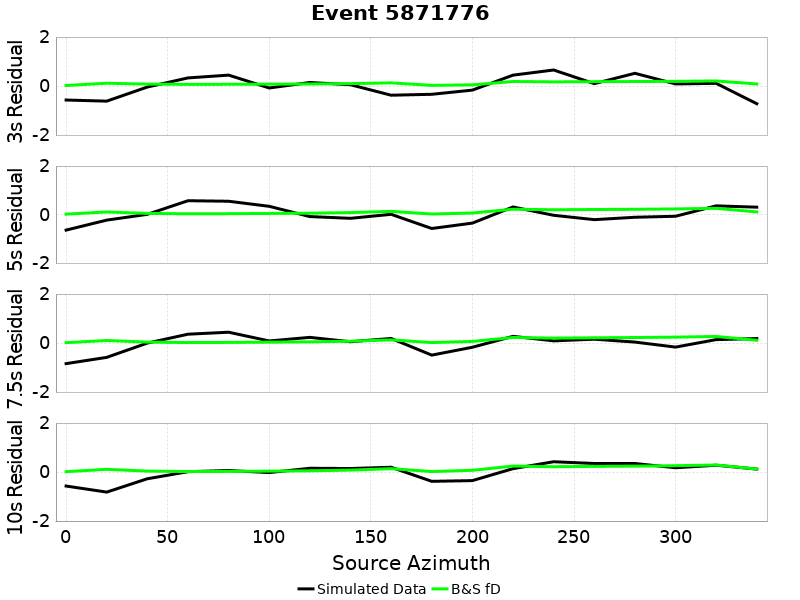 Event 5871776
3s Residual
2
0
-2
5s Residual
2
0
-2
7.5s Residual
2
0
-2
10s Residual
2
0
-2
0 50 100 150 200 250 300
Source Azimuth
Simulated Data B&S fD